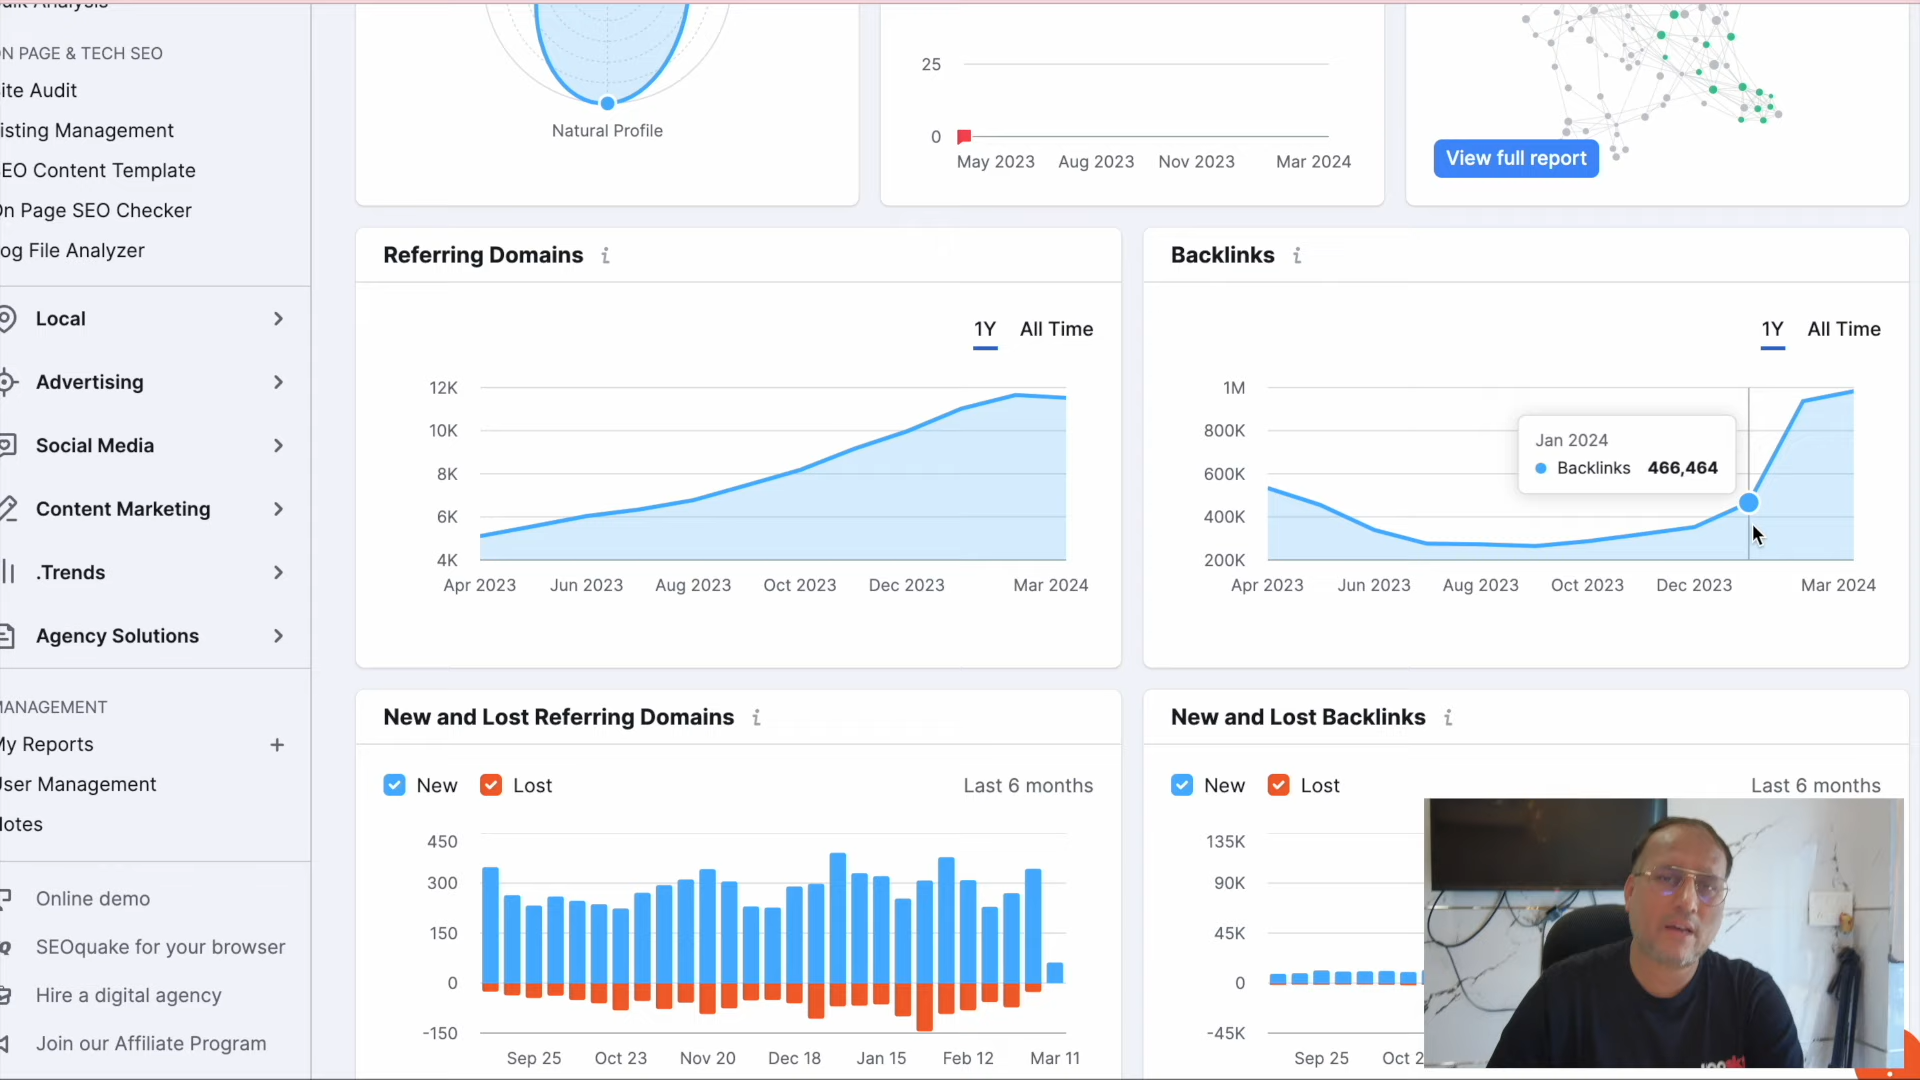 ulk Analysis
N PAGE & TECH SEO
ite Audit
isting Management
EO Content Template
On Page SEO Checker
og File Analyzer
Local
Advertising
Social Media
Content Marketing
.Trends
Agency Solutions
MANAGEMENT
My Reports +
User Management
Notes
Online demo
SEOquake for your browser
Hire a digital agency
Join our Affiliate Program
Natural Profile
25
0
May 2023 Aug 2023 Nov 2023 Mar 2024
View full report
Referring Domains i
1Y All Time
12K
10K
8K
6K
4K
Apr 2023 Jun 2023 Aug 2023 Oct 2023 Dec 2023 Mar 2024
Backlinks i
1Y All Time
1M
800K
600K
400K
200K
Jan 2024
Backlinks 466,464
Apr 2023 Jun 2023 Aug 2023 Oct 2023 Dec 2023 Mar 2024
New and Lost Referring Domains i
New Lost Last 6 months
450
300
150
0
-150
Sep 25 Oct 23 Nov 20 Dec 18 Jan 15 Feb 12 Mar 11
New and Lost Backlinks i
New Lost Last 6 months
135K
90K
45K
0
-45K
Sep 25 Oct 2